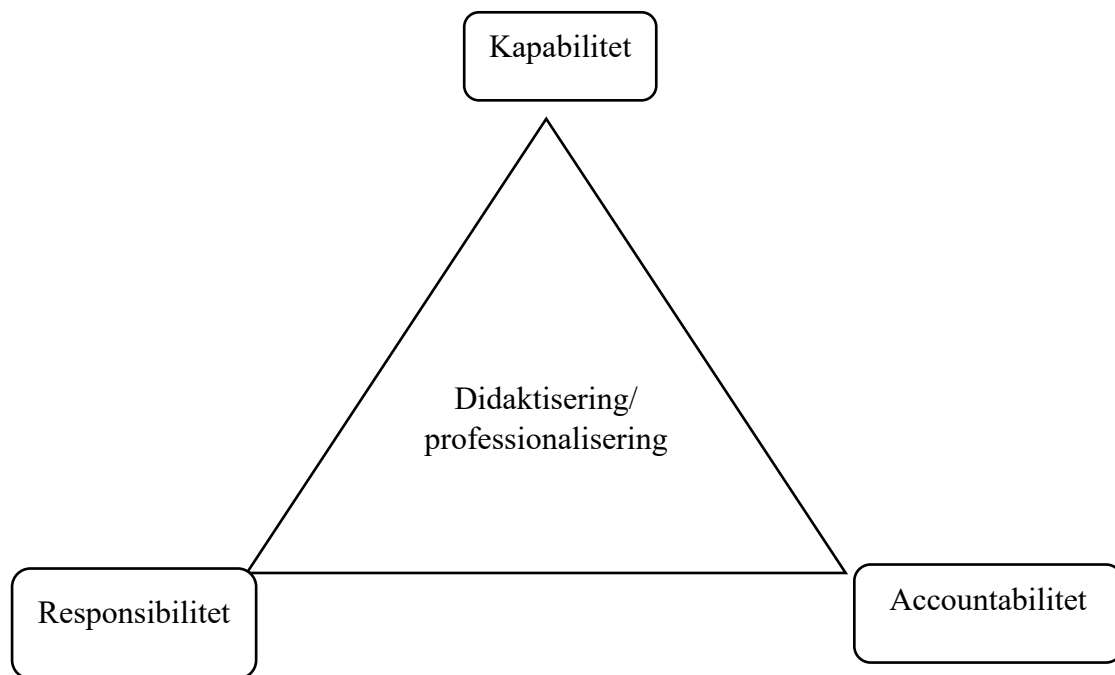 Kapabilitet
Didaktisering/
professionalisering
Responsibilitet
Accountabilitet